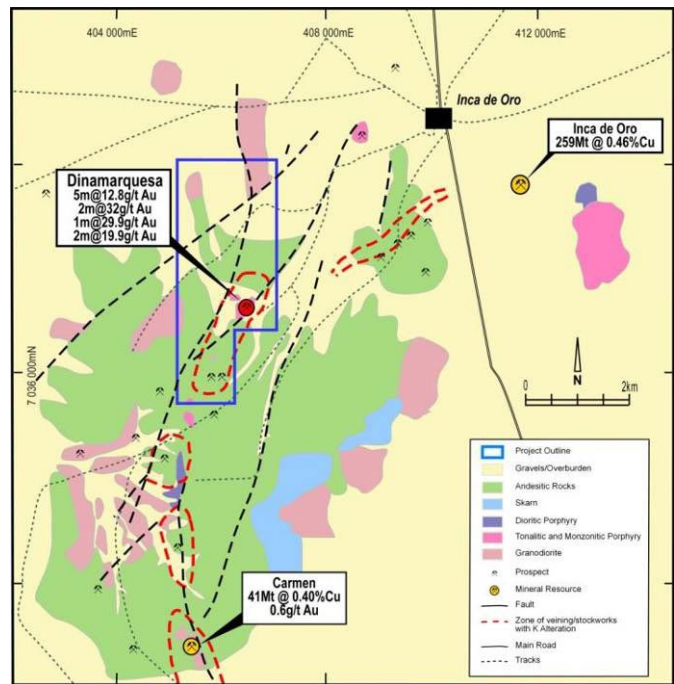 404 000mE
408 000mE
412 000mE
Inca de Oro
Inca de Oro
259Mt @ 0.46%Cu
Dinamarquesa
5m@12.8g/t Au
2m@32g/t Au
1m@29.9g/t Au
2m@19.9g/t Au
7 036 000mN
N
0
2km
Carmen
41Mt @ 0.40%Cu
0.6g/t Au
Project Outline
Gravels/Overburden
Andesitic Rocks
Skarn
Dioritic Porphyry
Tonalitic and Monzonitic Porphyry
Granodiorite
Prospect
Mineral Resource
Fault
Zone of veining/stockworks
with K Alteration
Main Road
Tracks